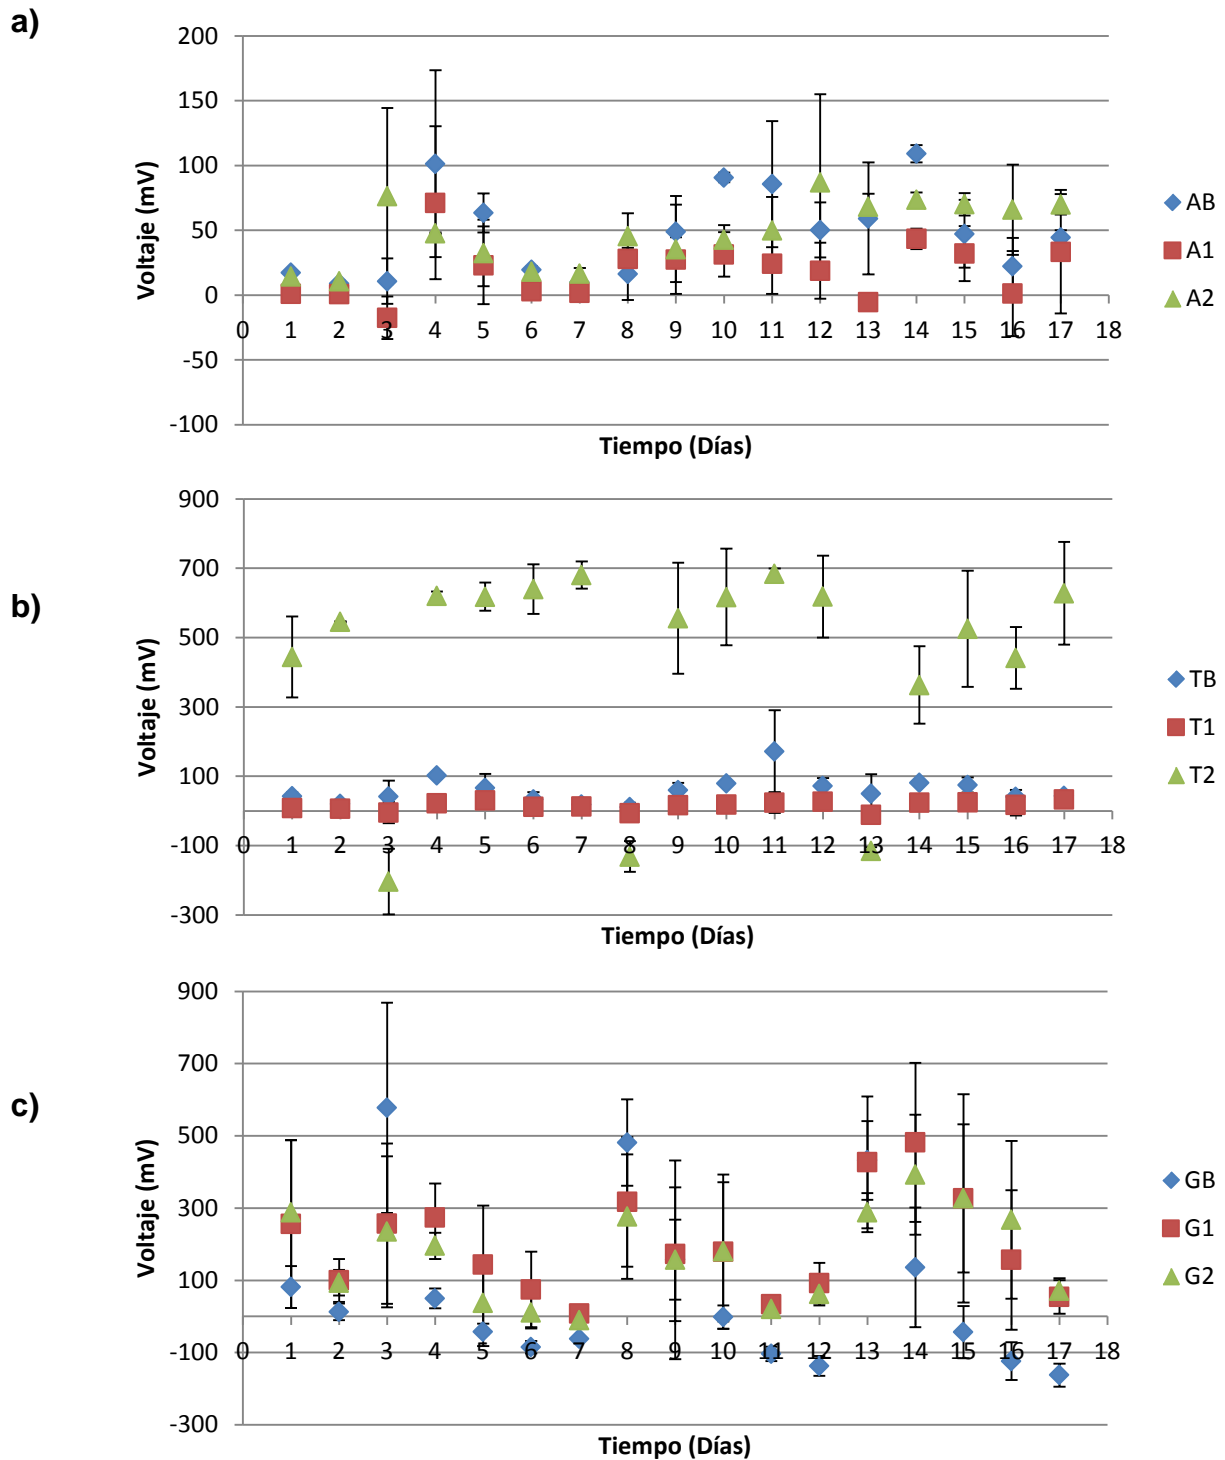 a)
200
150
100
50
0
-50
-100
Voltaje (mV)
0 1 2 3 4 5 6 7 8 9 10 11 12 13 14 15 16 17 18
Tiempo (Días)
AB
A1
A2
b)
900
700
500
300
100
-100
-300
Voltaje (mV)
0 1 2 3 4 5 6 7 8 9 10 11 12 13 14 15 16 17 18
Tiempo (Días)
TB
T1
T2
c)
900
700
500
300
100
-100
-300
Voltaje (mV)
0 1 2 3 4 5 6 7 8 9 10 11 12 13 14 15 16 17 18
Tiempo (Días)
GB
G1
G2